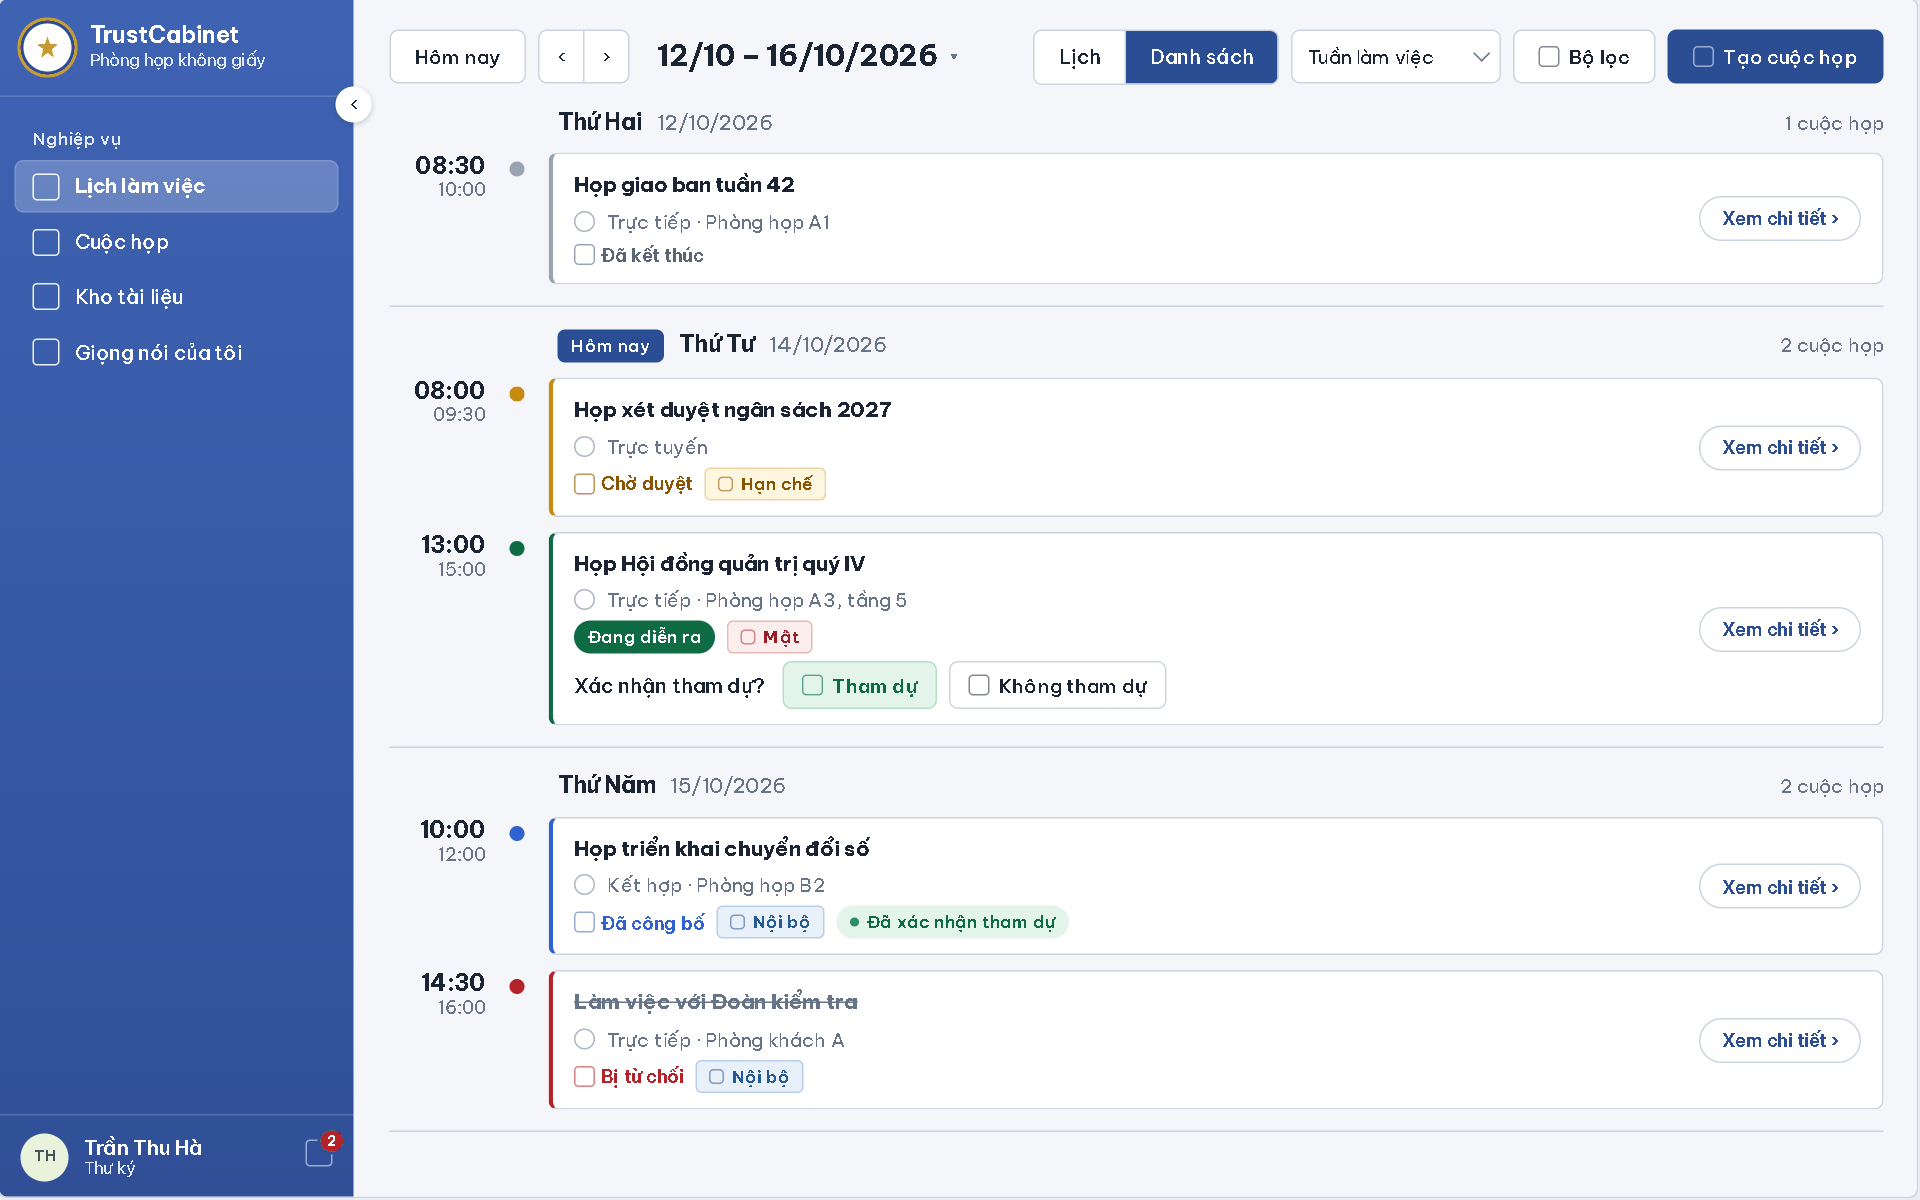 TrustCabinet
Phòng họp không giấy
Nghiệp vụ
Lịch làm việc
Cuộc họp
Kho tài liệu
Giọng nói của tôi
TH
Trần Thu Hà
Thư ký
2
Hôm nay
‹
›
12/10 – 16/10/2026
Lịch
Danh sách
Tuần làm việc
Bộ lọc
Tạo cuộc họp
Thứ Hai 12/10/2026
1 cuộc họp
08:30
10:00
Họp giao ban tuần 42
Trực tiếp · Phòng họp A1
Đã kết thúc
Xem chi tiết ›
Hôm nay Thứ Tư 14/10/2026
2 cuộc họp
08:00
09:30
Họp xét duyệt ngân sách 2027
Trực tuyến
Chờ duyệt Hạn chế
Xem chi tiết ›
13:00
15:00
Họp Hội đồng quản trị quý IV
Trực tiếp · Phòng họp A3, tầng 5
Đang diễn ra Mật
Xác nhận tham dự? Tham dự Không tham dự
Xem chi tiết ›
Thứ Năm 15/10/2026
2 cuộc họp
10:00
12:00
Họp triển khai chuyển đổi số
Kết hợp · Phòng họp B2
Đã công bố Nội bộ Đã xác nhận tham dự
Xem chi tiết ›
14:30
16:00
Làm việc với Đoàn kiểm tra
Trực tiếp · Phòng khách A
Bị từ chối Nội bộ
Xem chi tiết ›